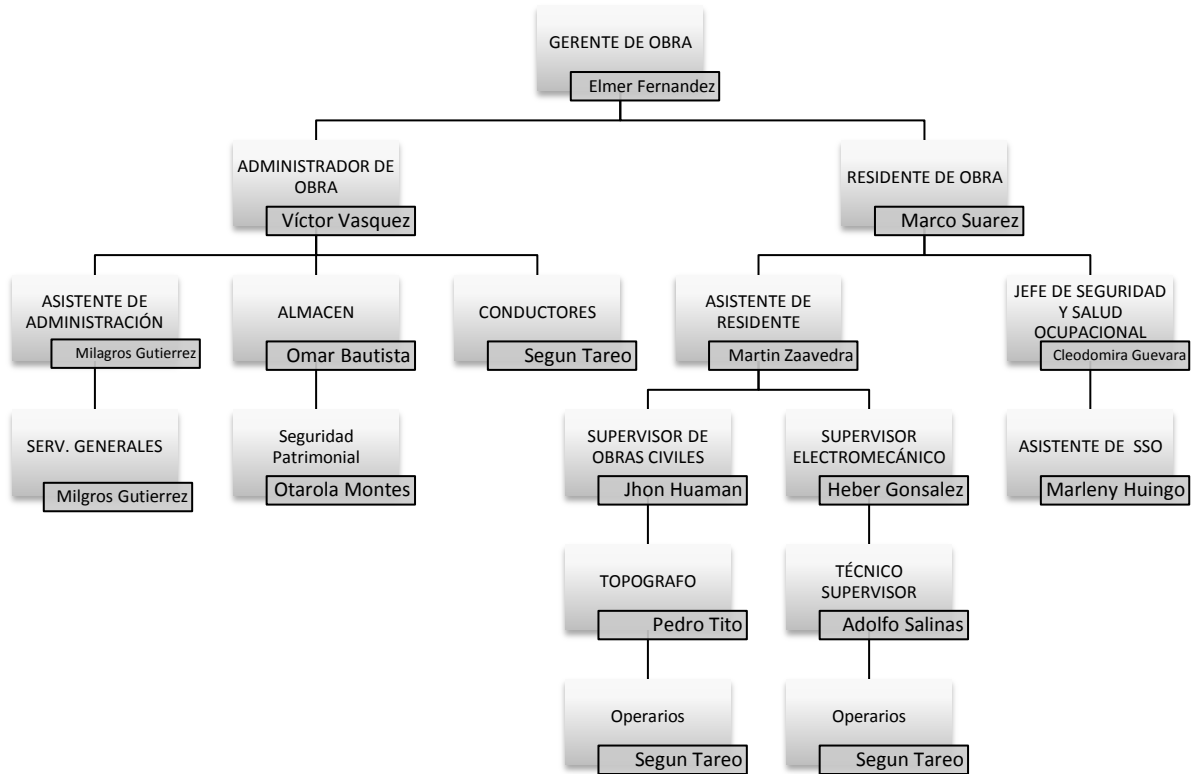 GERENTE DE OBRA
Elmer Fernandez
ADMINISTRADOR DE
OBRA
Víctor Vasquez
RESIDENTE DE OBRA
Marco Suarez
ASISTENTE DE
ADMINISTRACIÓN
Milagros Gutierrez
ALMACEN
Omar Bautista
CONDUCTORES
Segun Tareo
ASISTENTE DE
RESIDENTE
Martin Zaavedra
JEFE DE SEGURIDAD
Y SALUD
OCUPACIONAL
Cleodomira Guevara
SERV. GENERALES
Milgros Gutierrez
Seguridad
Patrimonial
Otarola Montes
SUPERVISOR DE
OBRAS CIVILES
Jhon Huaman
SUPERVISOR
ELECTROMECÁNICO
Heber Gonsalez
ASISTENTE DE SSO
Marleny Huingo
TOPOGRAFO
Pedro Tito
TÉCNICO
SUPERVISOR
Adolfo Salinas
Operarios
Segun Tareo
Operarios
Segun Tareo